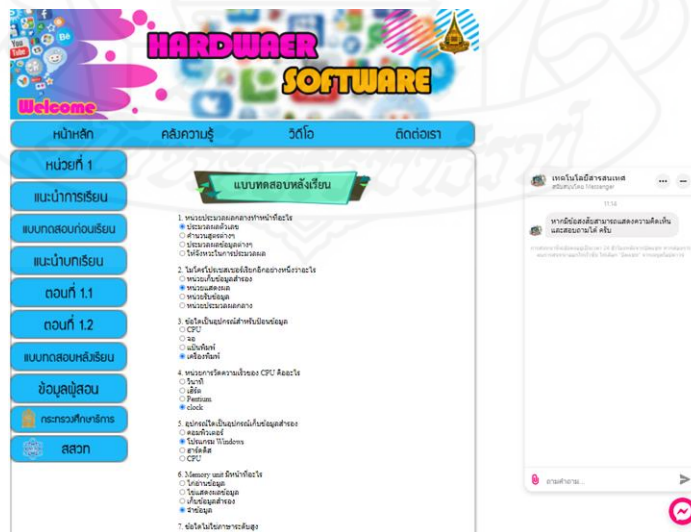 HARDWAER
SOFTWARE
Welcome
หน้าหลัก
คลังความรู้
วิดีโอ
ติดต่อเรา
หน่วยที่ 1
แนะนำการเรียน
แบบทดสอบก่อนเรียน
แนะนำบทเรียน
ตอนที่ 1.1
ตอนที่ 1.2
แบบทดสอบหลังเรียน
ข้อมูลผู้สอน
กระทรวงศึกษาธิการ
สสวท
แบบทดสอบหลังเรียน
1. หน่วยประมวลผลกลางทำหน้าที่อะไร
ประมวลผลตัวเลข
คำนวนสูตรต่างๆ
ประมวลผลข้อมูลต่างๆ
ให้จังหวะในการประมวลผล
2. ไมโครโปรเซสเซอร์เรียกอีกอย่างหนึ่งว่าอะไร
หน่วยเก็บข้อมูลสำรอง
หน่วยแสดงผล
หน่วยรับข้อมูล
หน่วยประมวลผลกลาง
3. ข้อใดเป็นอุปกรณ์สำหรับป้อนข้อมูล
CPU
จอ
แป้นพิมพ์
เครื่องพิมพ์
4. หน่วยการวัดความเร็วของ CPU คืออะไร
วินาที
เฮิร์ต
Pentium
clock
5. อุปกรณ์ใดเป็นอุปกรณ์เก็บข้อมูลสำรอง
คอมพิวเตอร์
โปรแกรม Windows
ฮาร์ดดิส
CPU
6. Memory unit มีหน้าที่อะไร
ไกอ่านข้อมูล
ใช้แสดงผลข้อมูล
เก็บข้อมูลสำรอง
จำข้อมูล
7. ข้อใดไม่ใช่ภาษาระดับสูง
เทคโนโลยีสารสนเทศ
สนับสนุนโดย Messenger
11:14
หากมีข้อสงสัยสามารถแสดงความคิดเห็น
และสอบถามได้ ครับ
ถามคำถาม...